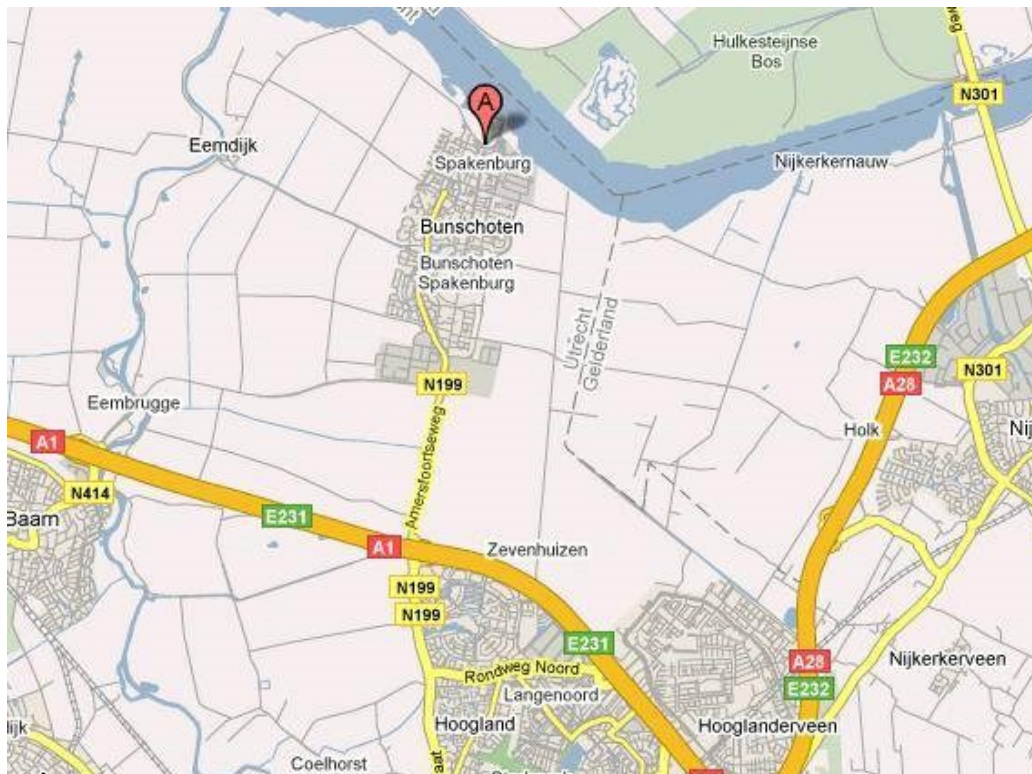 Hulkesteijnse
Bos
N301
A
Eemdijk
Spakenburg
Nijkerkernauw
Bunschoten
Bunschoten
Spakenburg
Utrecht
Gelderland
E232
N301
A28
N199
Eembrugge
Holk
A1
Amersfoortseweg
N414
E231
Baarn
A1
Zevenhuizen
N199
N199
E231
A28
Nijkerkerveen
Rondweg Noord
E232
Langenoord
Hoogland
Hooglanderveen
Coelhorst